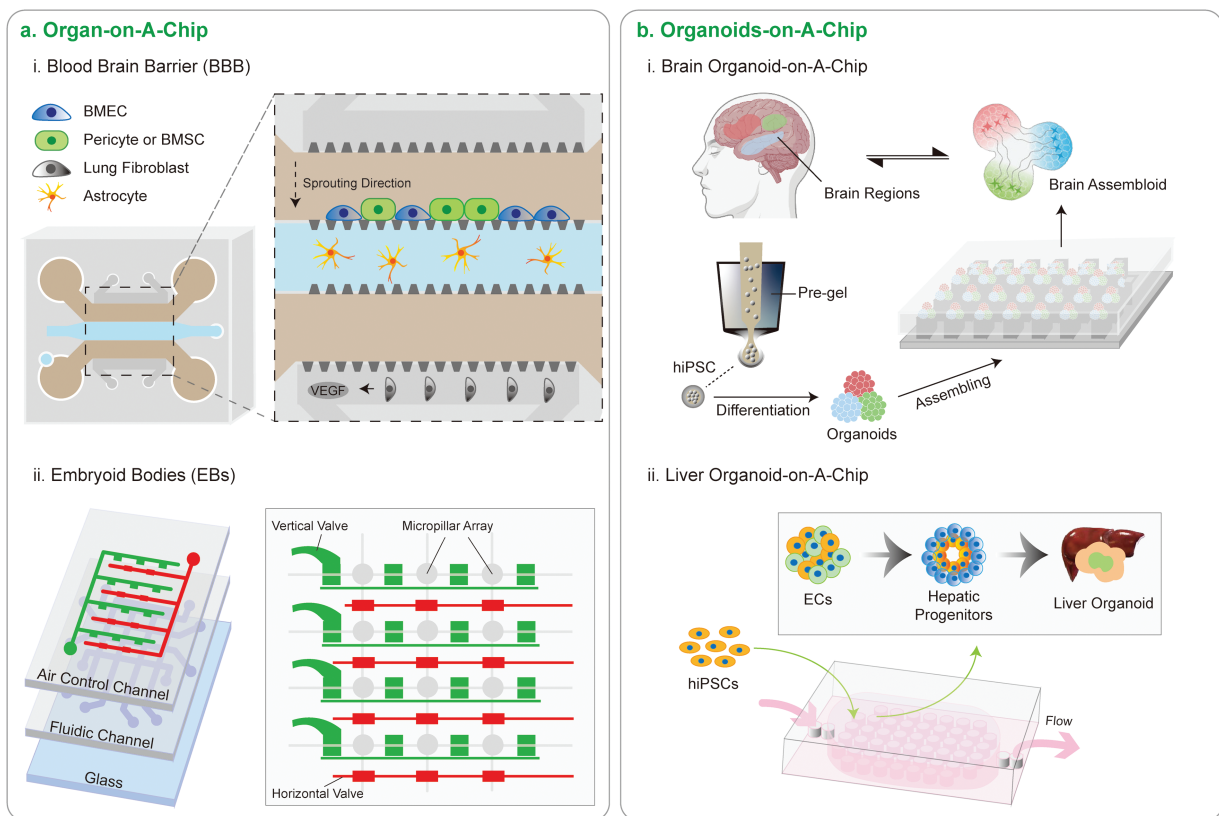 a. Organ-on-A-Chip
i. Blood Brain Barrier (BBB)
BMEC
Pericyte or BMSC
Lung Fibroblast
Astrocyte
Sprouting Direction
VEGF
ii. Embryoid Bodies (EBs)
Air Control Channel
Fluidic Channel
Glass
Vertical Valve
Micropillar Array
Horizontal Valve
b. Organoids-on-A-Chip
i. Brain Organoid-on-A-Chip
Brain Regions
Brain Assembloid
Pre-gel
hiPSC
Differentiation
Organoids
Assembling
ii. Liver Organoid-on-A-Chip
ECs
Hepatic
Progenitors
Liver Organoid
hiPSCs
Flow